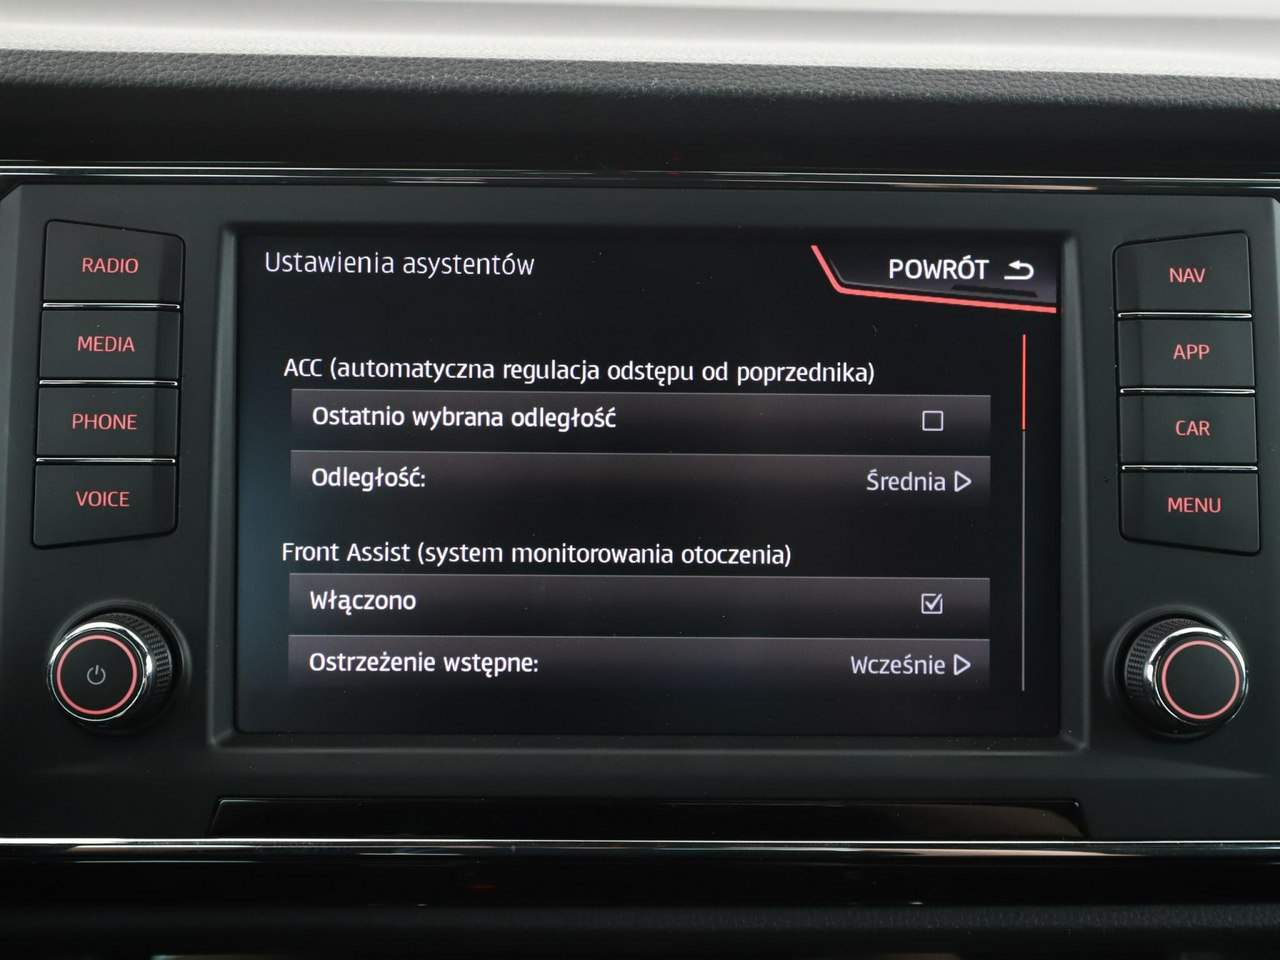 Ustawienia asystentów
POWRÓT
ACC (automatyczna regulacja odstępu od poprzednika)
Ostatnio wybrana odległość
Odległość: Średnia
Front Assist (system monitorowania otoczenia)
Włączono
Ostrzeżenie wstępne: Wcześnie
RADIO
MEDIA
PHONE
VOICE
NAV
APP
CAR
MENU